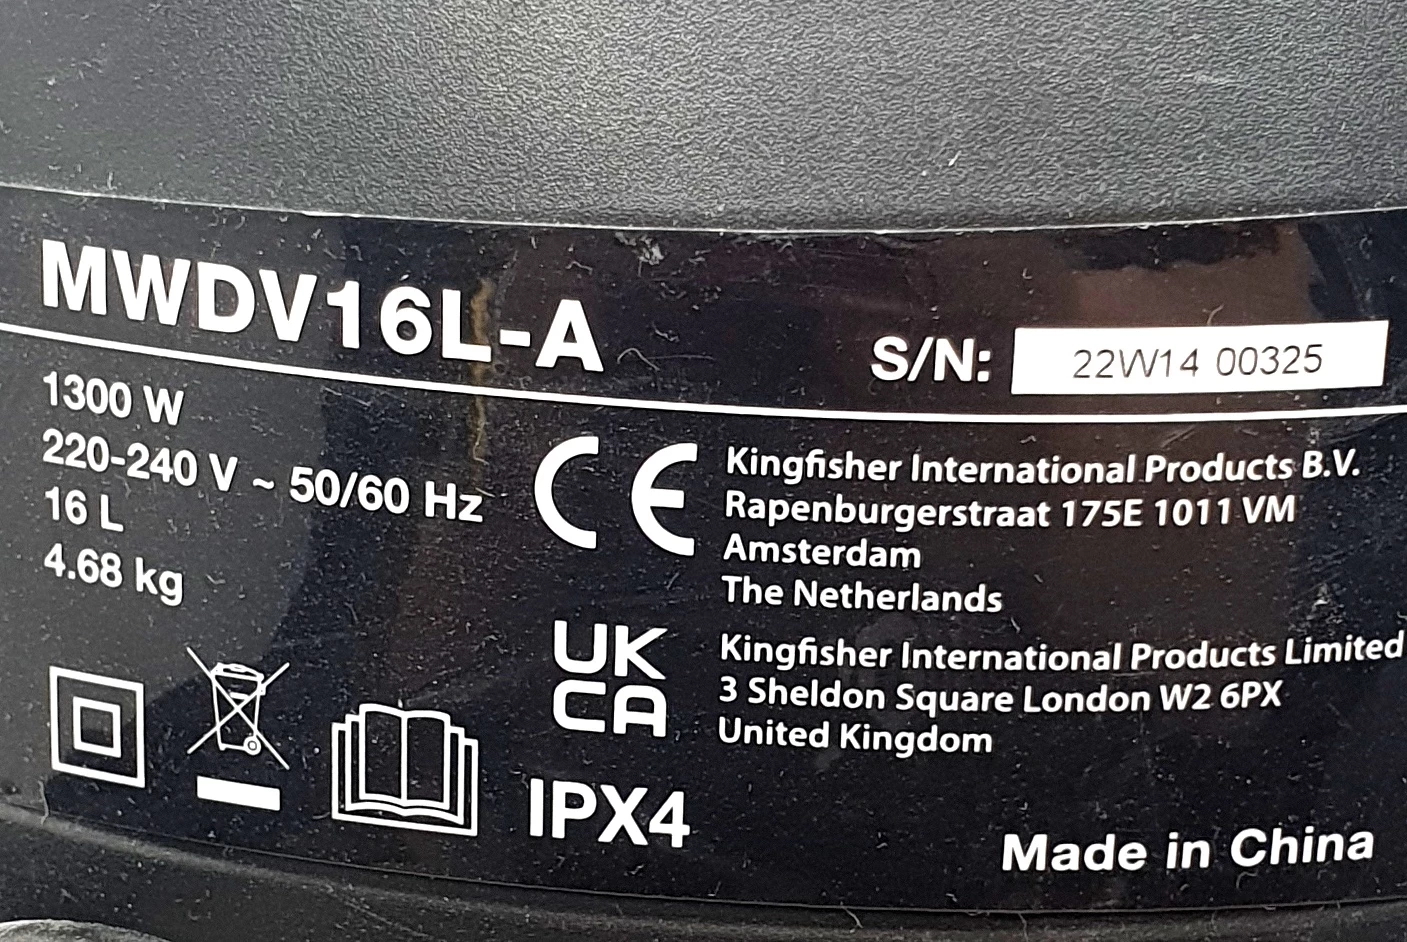 MWDV16L-A
S/N: 22W14 00325
1300 W
220-240 V ~ 50/60 Hz
16 L
4.68 kg
CE
Kingfisher International Products B.V.
Rapenburgerstraat 175E 1011 VM
Amsterdam
The Netherlands
UK
CA
Kingfisher International Products Limited
3 Sheldon Square London W2 6PX
United Kingdom
IPX4
Made in China